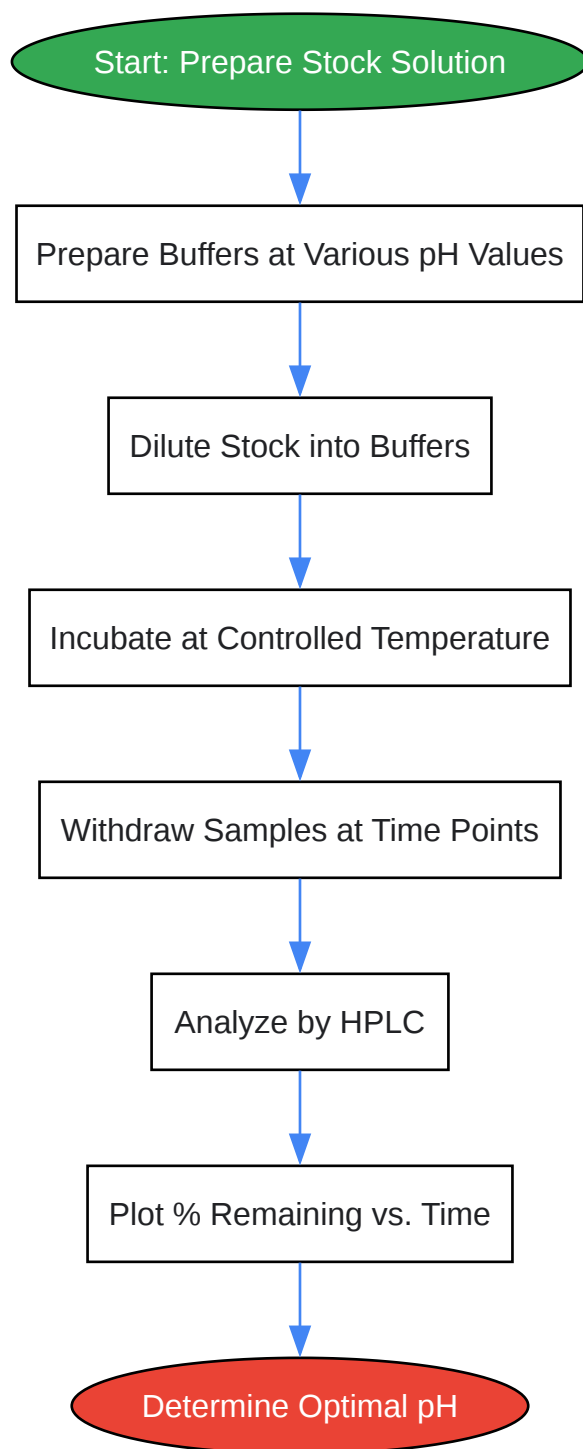 Start: Prepare Stock Solution
Prepare Buffers at Various pH Values
Dilute Stock into Buffers
Incubate at Controlled Temperature
Withdraw Samples at Time Points
Analyze by HPLC
Plot % Remaining vs. Time
Determine Optimal pH